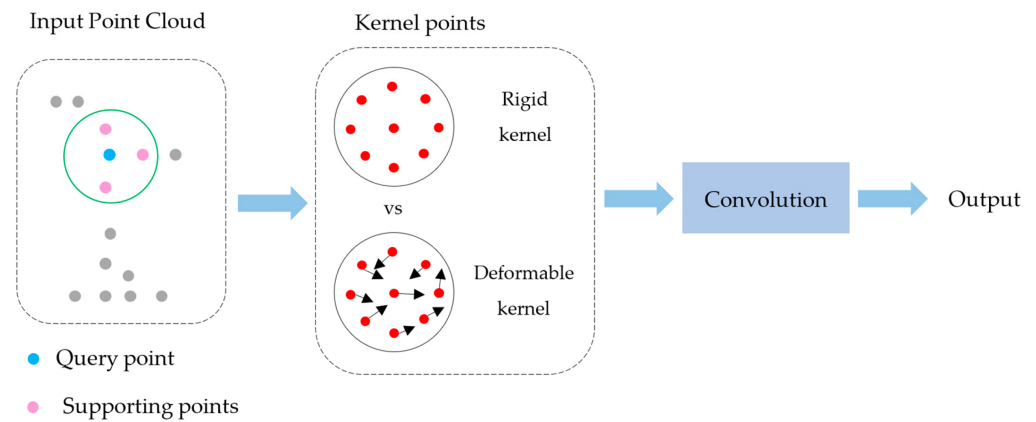 Input Point Cloud
Kernel points
Rigid
kernel
vs
Deformable
kernel
Convolution
Output
Query point
Supporting points